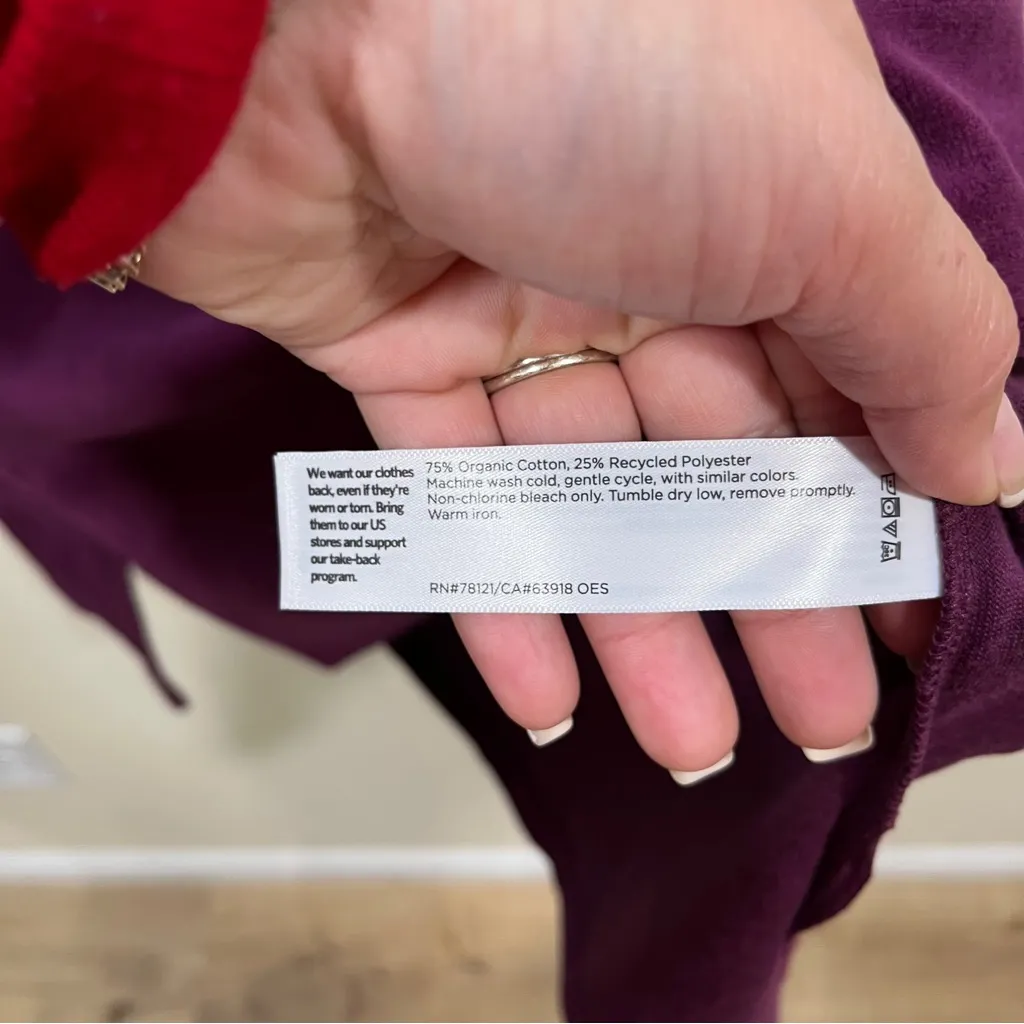 We want our clothes
back, even if they're
worn or torn. Bring
them to our US
stores and support
our take-back
program.
75% Organic Cotton, 25% Recycled Polyester
Machine wash cold, gentle cycle, with similar colors.
Non-chlorine bleach only. Tumble dry low, remove promptly.
Warm iron.
RN#78121/CA#63918 OES